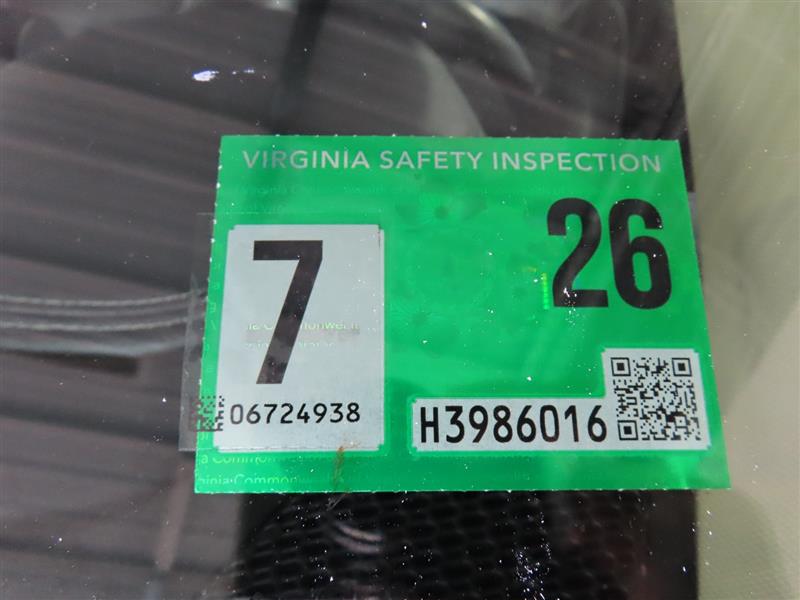 VIRGINIA SAFETY INSPECTION
26
7
06724938
H3986016